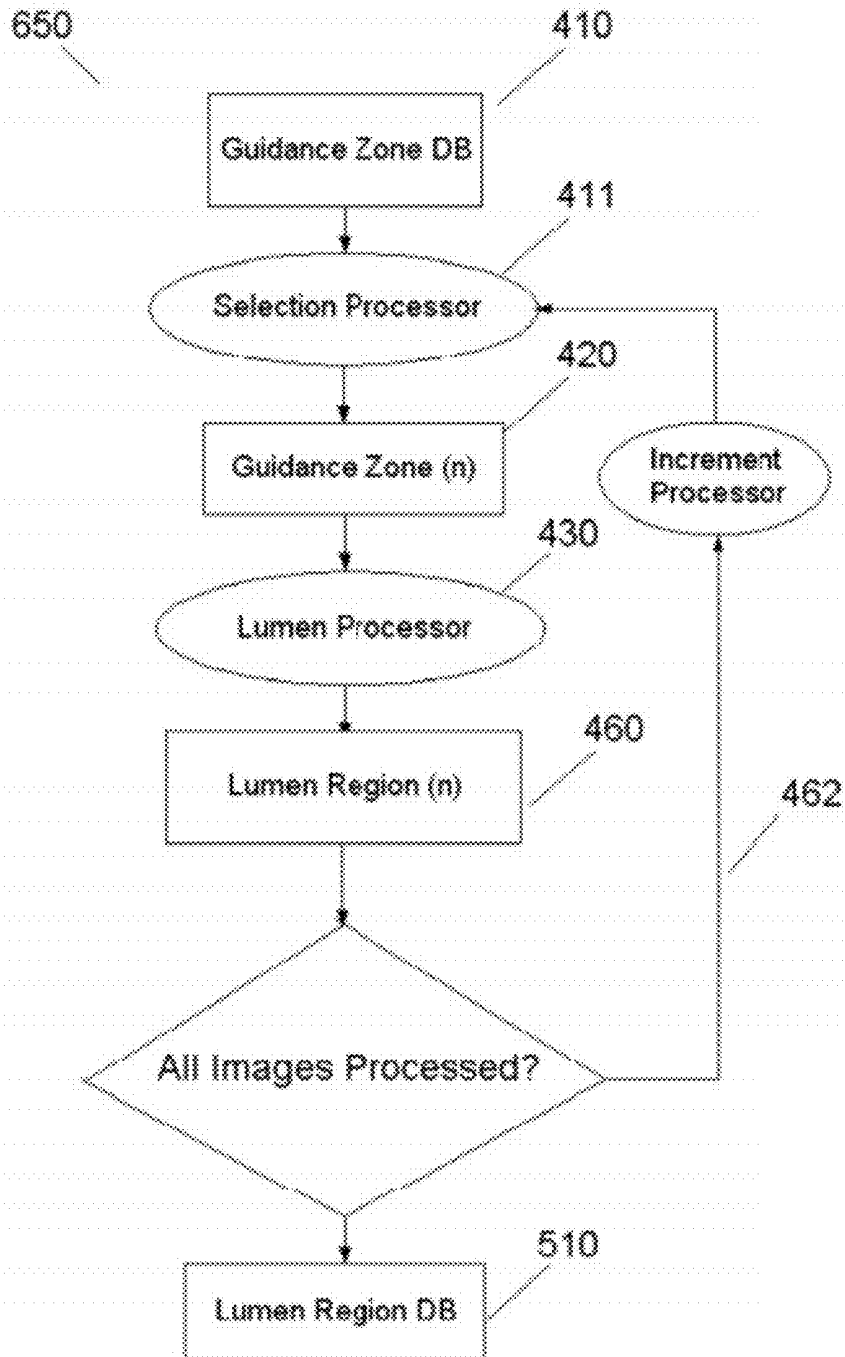 650
410
Guidance Zone DB
411
Selection Processor
420
Guidance Zone (n)
Increment
Processor
430
Lumen Processor
460
Lumen Region (n)
462
All Images Processed?
510
Lumen Region DB